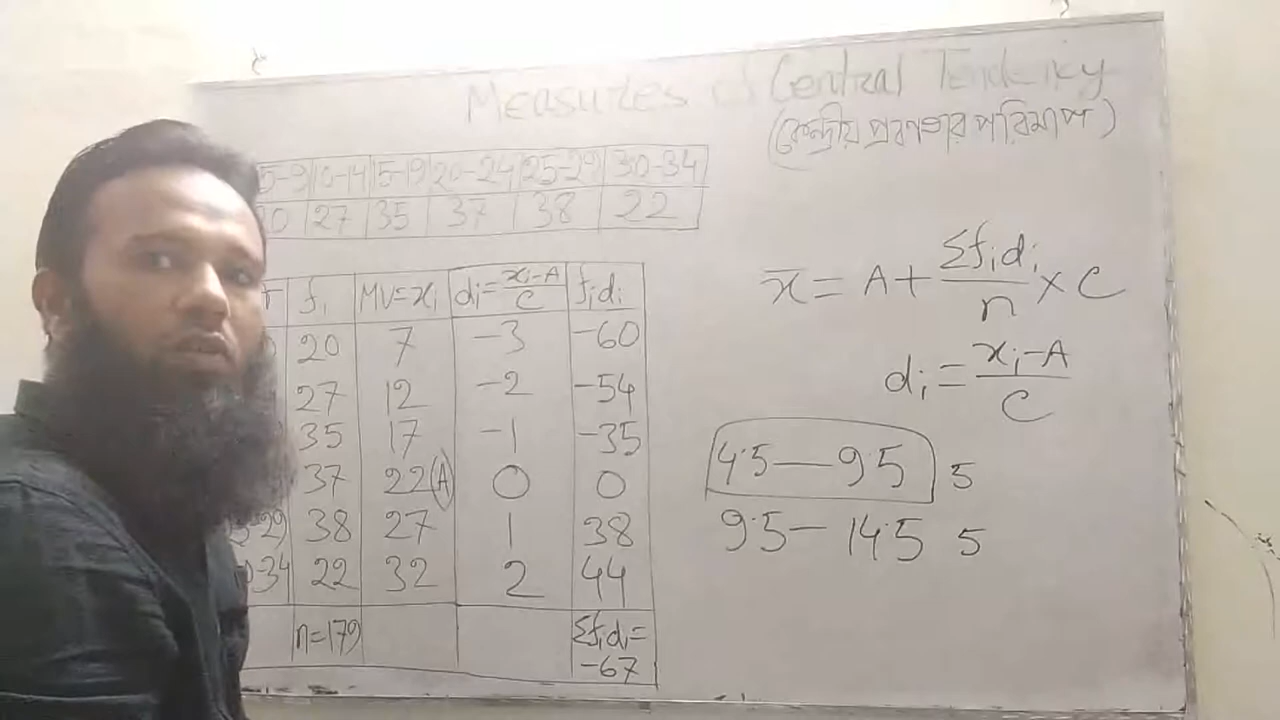 Measures of Central Tendency
(কেন্দ্রীয় প্রবণতার পরিমাপ)
5-9 10-14 15-19 20-24 25-29 30-34
27 35 37 38 22
fᵢ MV=xᵢ dᵢ=(xᵢ-A)/C fᵢdᵢ
20 7 -3 -60
27 12 -2 -54
35 17 -1 -35
37 22(A) 0 0
38 27 1 38
22 32 2 44
n=179 Σfᵢdᵢ=
-67
x̄ = A + (Σfᵢdᵢ)/n × C
dᵢ = (xᵢ-A)/C
4.5—9.5 5
9.5—14.5 5